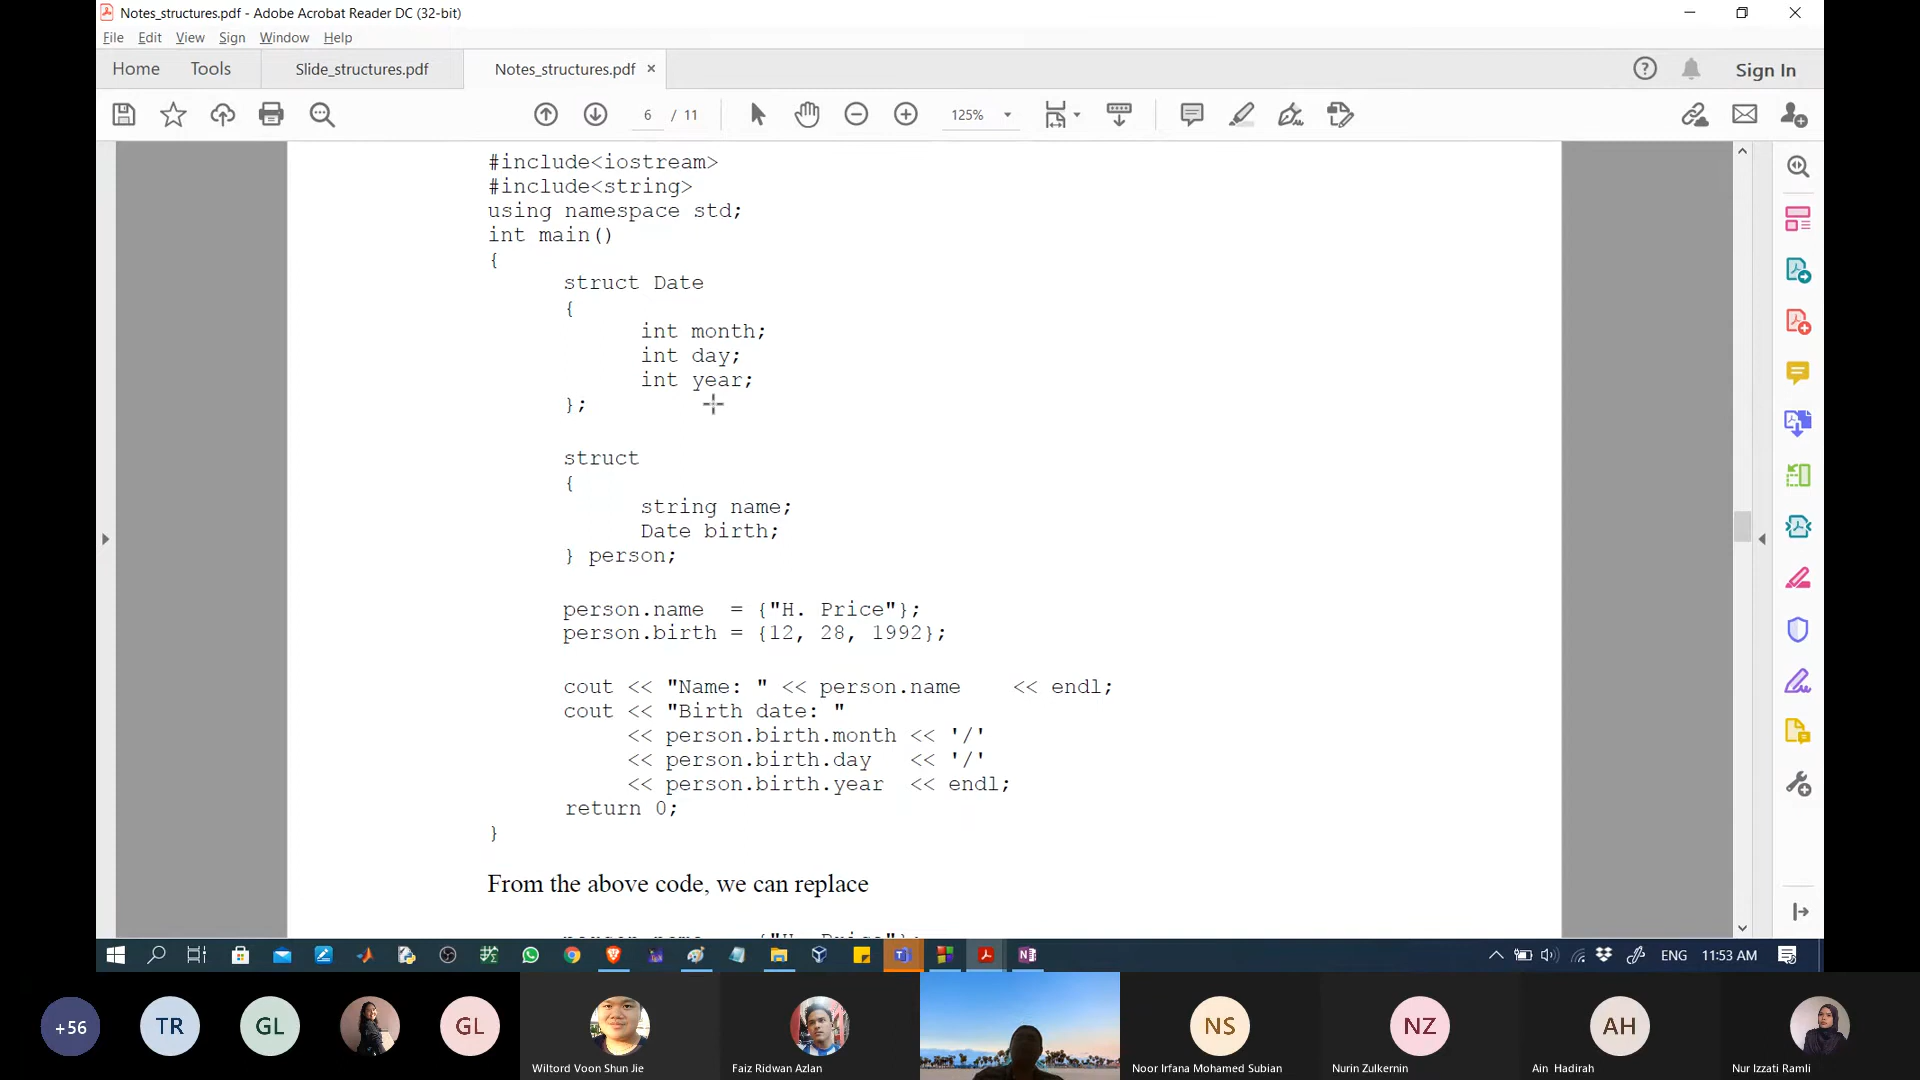 Notes_structures.pdf - Adobe Acrobat Reader DC (32-bit)
File Edit View Sign Window Help
Home Tools Slide_structures.pdf Notes_structures.pdf × Sign In
6 / 11 125%
#include<iostream>
#include<string>
using namespace std;
int main()
{
struct Date
{
int month;
int day;
int year;
};
struct
{
string name;
Date birth;
} person;
person.name = {"H. Price"};
person.birth = {12, 28, 1992};
cout << "Name: " << person.name << endl;
cout << "Birth date: "
<< person.birth.month << '/'
<< person.birth.day << '/'
<< person.birth.year << endl;
return 0;
}
From the above code, we can replace
person.name = {"H. Price"};
ENG 11:53 AM
+56 TR GL GL NS NZ AH
Wiltord Voon Shun Jie Faiz Ridwan Azlan Noor Irfana Mohamed Subian Nurin Zulkernin Ain Hadirah Nur Izzati Ramli